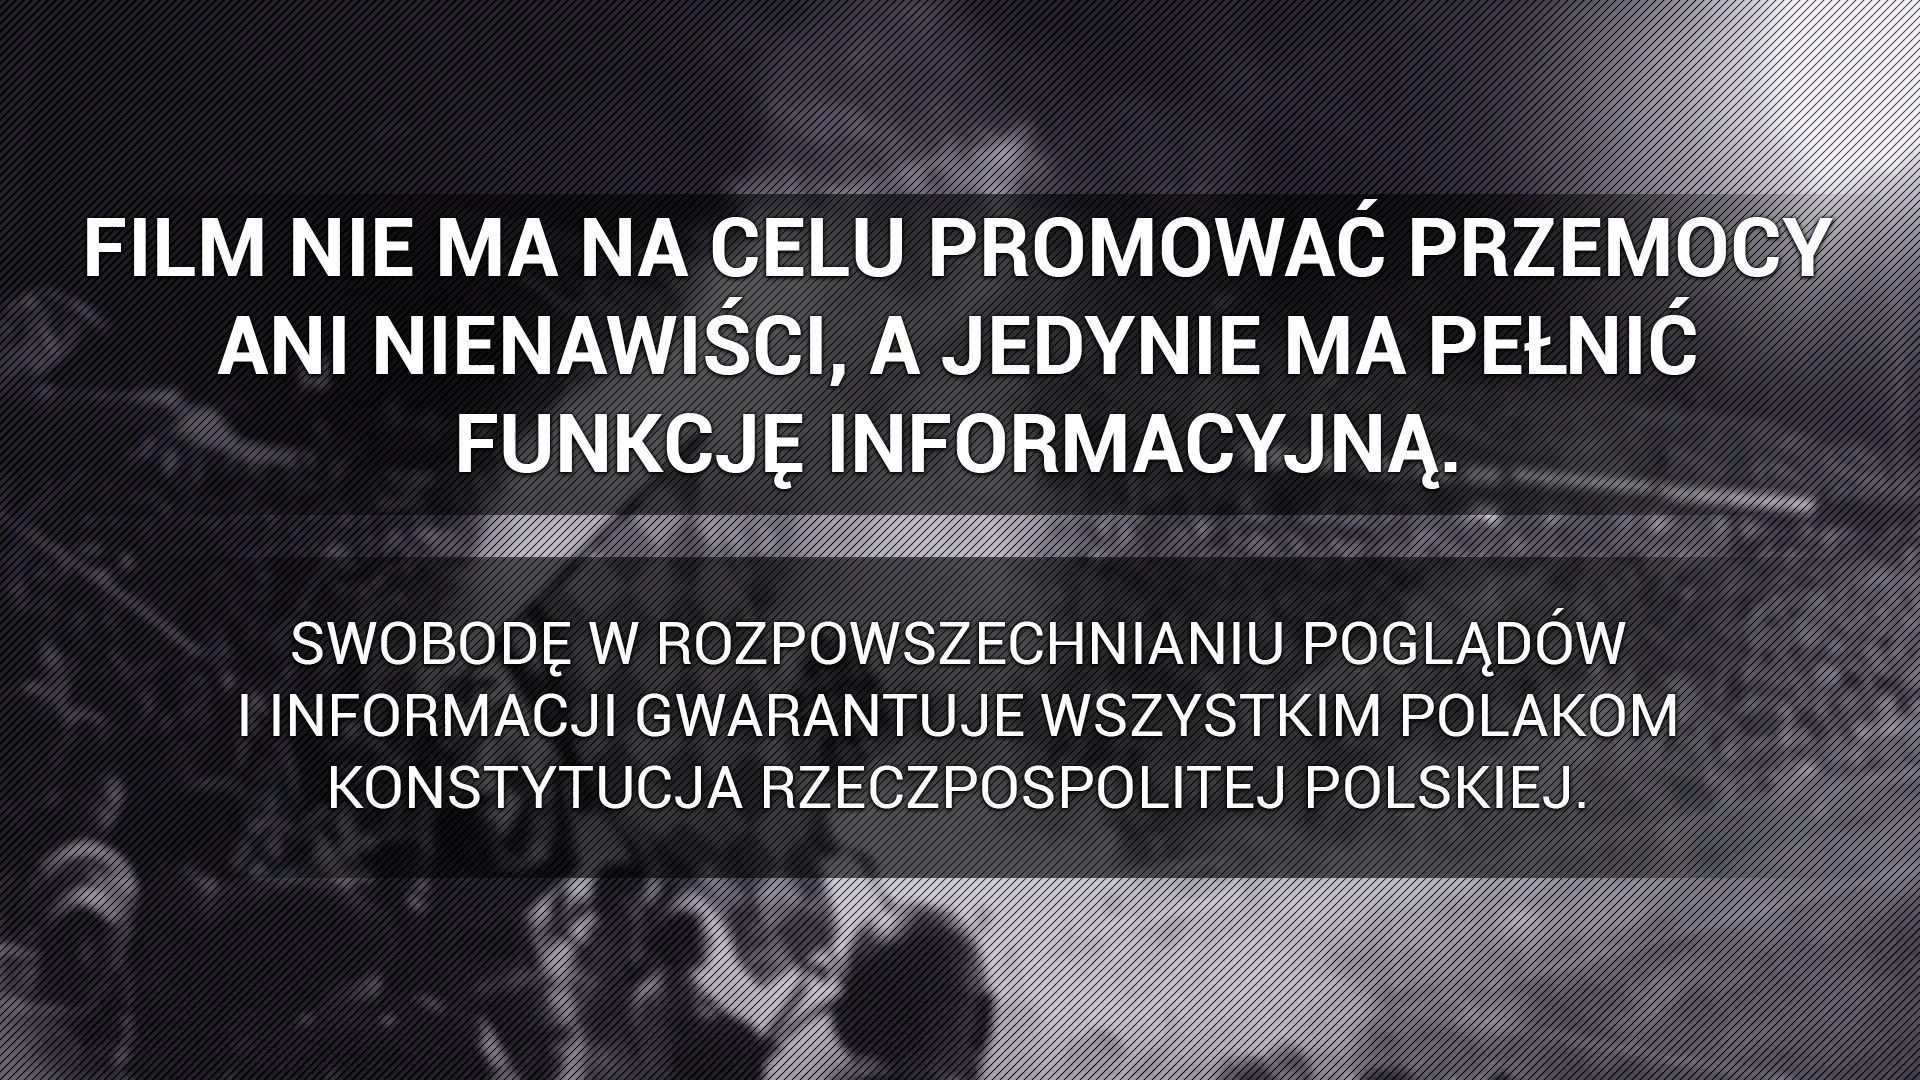 FILM NIE MA NA CELU PROMOWAĆ PRZEMOCY
ANI NIENAWIŚCI, A JEDYNIE MA PEŁNIĆ
FUNKCJĘ INFORMACYJNĄ.
SWOBODĘ W ROZPOWSZECHNIANIU POGLĄDÓW
I INFORMACJI GWARANTUJE WSZYSTKIM POLAKOM
KONSTYTUCJA RZECZPOSPOLITEJ POLSKIEJ.